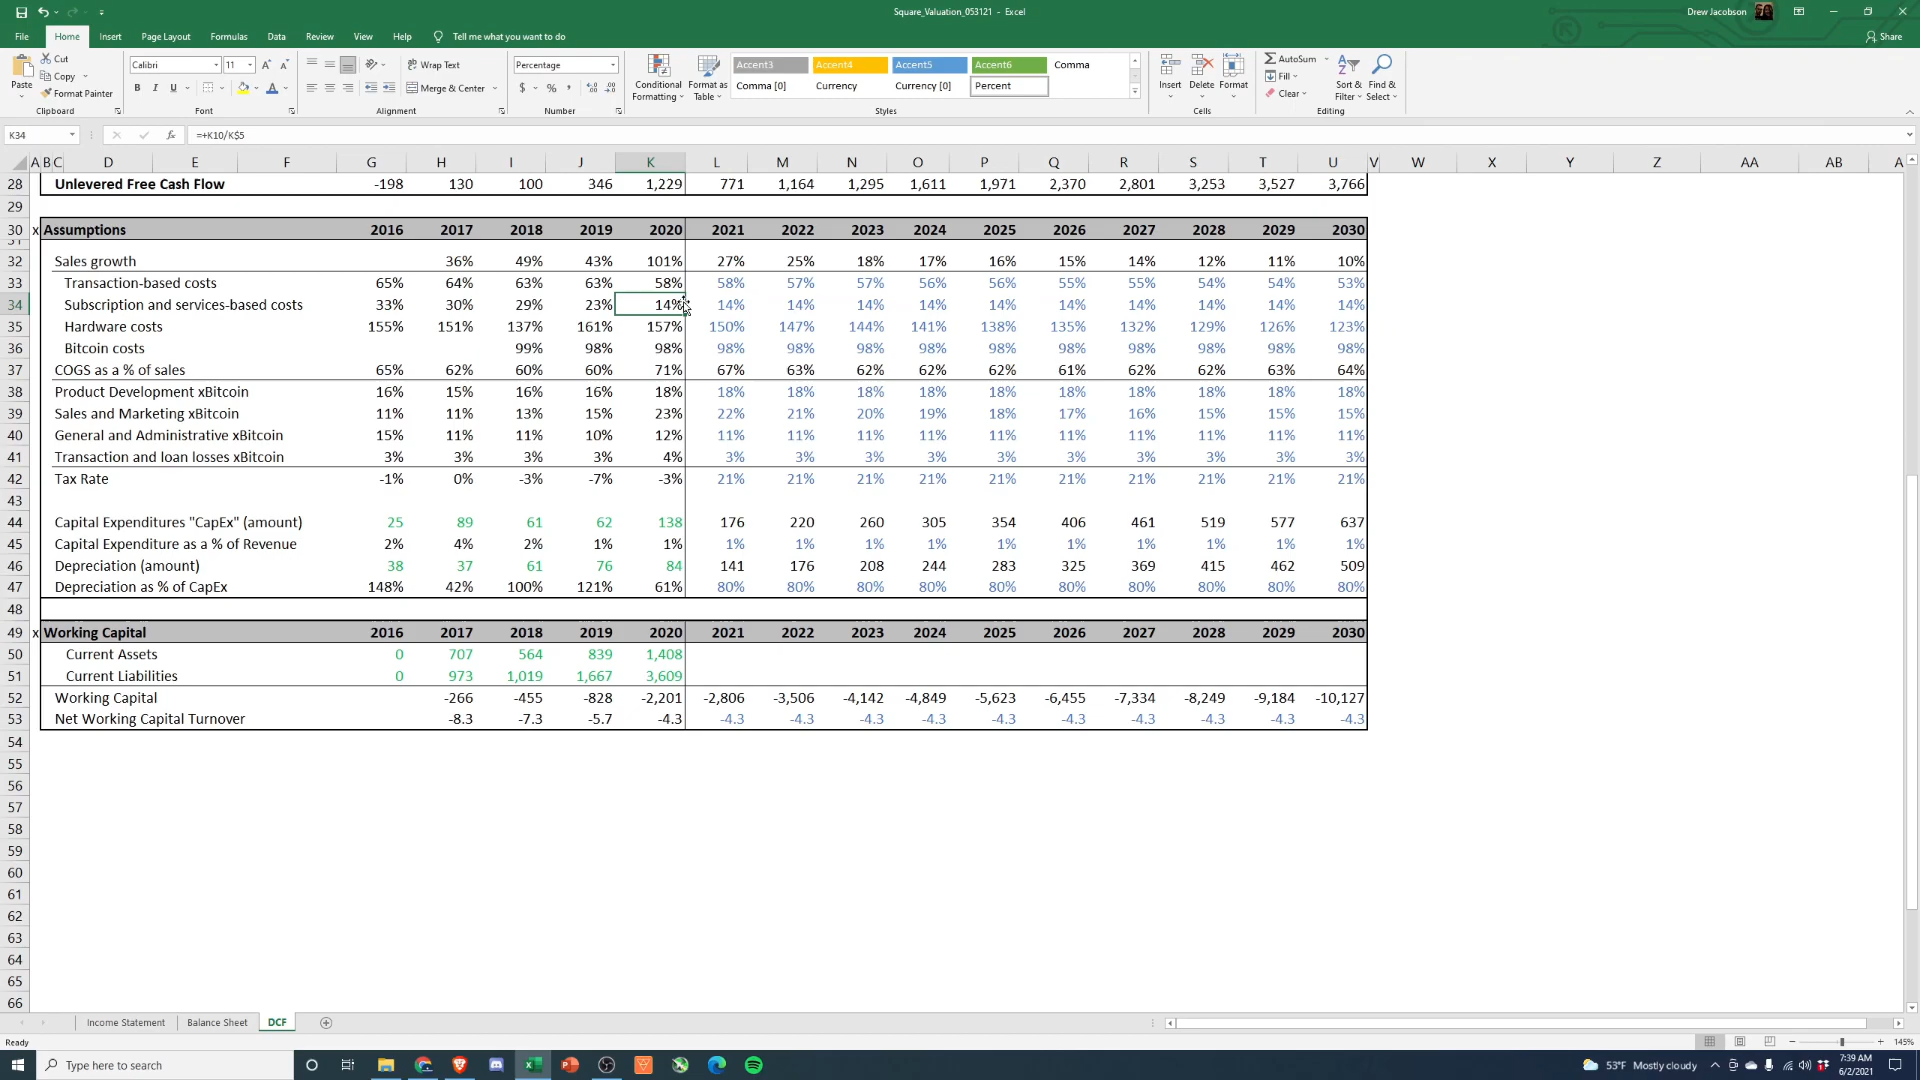 Square_Valuation_053121 - Excel
Drew Jacobson
File Home Insert Page Layout Formulas Data Review View Help Tell me what you want to do Share
Paste Cut Copy Format Painter
Calibri 11
B I U
Wrap Text
Merge & Center
Percentage
Conditional Formatting Format as Table
Accent3 Accent4 Accent5 Accent6 Comma
Comma [0] Currency Currency [0] Percent
Insert Delete Format
AutoSum Fill Clear
Sort & Filter Find & Select
Clipboard Font Alignment Number Styles Cells Editing
K34 fx =+K10/K$5
A B C D E F G H I J K L M N O P Q R S T U V W X Y Z AA AB A
28 Unlevered Free Cash Flow -198 130 100 346 1,229 771 1,164 1,295 1,611 1,971 2,370 2,801 3,253 3,527 3,766
29
30 x Assumptions 2016 2017 2018 2019 2020 2021 2022 2023 2024 2025 2026 2027 2028 2029 2030
31
32 Sales growth 36% 49% 43% 101% 27% 25% 18% 17% 16% 15% 14% 12% 11% 10%
33 Transaction-based costs 65% 64% 63% 63% 58% 58% 57% 57% 56% 56% 55% 55% 54% 54% 53%
34 Subscription and services-based costs 33% 30% 29% 23% 14% 14% 14% 14% 14% 14% 14% 14% 14% 14% 14%
35 Hardware costs 155% 151% 137% 161% 157% 150% 147% 144% 141% 138% 135% 132% 129% 126% 123%
36 Bitcoin costs 99% 98% 98% 98% 98% 98% 98% 98% 98% 98% 98% 98% 98%
37 COGS as a % of sales 65% 62% 60% 60% 71% 67% 63% 62% 62% 62% 61% 62% 62% 63% 64%
38 Product Development xBitcoin 16% 15% 16% 16% 18% 18% 18% 18% 18% 18% 18% 18% 18% 18% 18%
39 Sales and Marketing xBitcoin 11% 11% 13% 15% 23% 22% 21% 20% 19% 18% 17% 16% 15% 15% 15%
40 General and Administrative xBitcoin 15% 11% 11% 10% 12% 11% 11% 11% 11% 11% 11% 11% 11% 11% 11%
41 Transaction and loan losses xBitcoin 3% 3% 3% 3% 4% 3% 3% 3% 3% 3% 3% 3% 3% 3% 3%
42 Tax Rate -1% 0% -3% -7% -3% 21% 21% 21% 21% 21% 21% 21% 21% 21% 21%
43
44 Capital Expenditures "CapEx" (amount) 25 89 61 62 138 176 220 260 305 354 406 461 519 577 637
45 Capital Expenditure as a % of Revenue 2% 4% 2% 1% 1% 1% 1% 1% 1% 1% 1% 1% 1% 1% 1%
46 Depreciation (amount) 38 37 61 76 84 141 176 208 244 283 325 369 415 462 509
47 Depreciation as % of CapEx 148% 42% 100% 121% 61% 80% 80% 80% 80% 80% 80% 80% 80% 80% 80%
48
49 x Working Capital 2016 2017 2018 2019 2020 2021 2022 2023 2024 2025 2026 2027 2028 2029 2030
50 Current Assets 0 707 564 839 1,408
51 Current Liabilities 0 973 1,019 1,667 3,609
52 Working Capital -266 -455 -828 -2,201 -2,806 -3,506 -4,142 -4,849 -5,623 -6,455 -7,334 -8,249 -9,184 -10,127
53 Net Working Capital Turnover -8.3 -7.3 -5.7 -4.3 -4.3 -4.3 -4.3 -4.3 -4.3 -4.3 -4.3 -4.3 -4.3 -4.3
54
55
56
57
58
59
60
61
62
63
64
65
66
Income Statement Balance Sheet DCF
Ready
145%
Type here to search
53°F Mostly cloudy
7:39 AM
6/2/2021